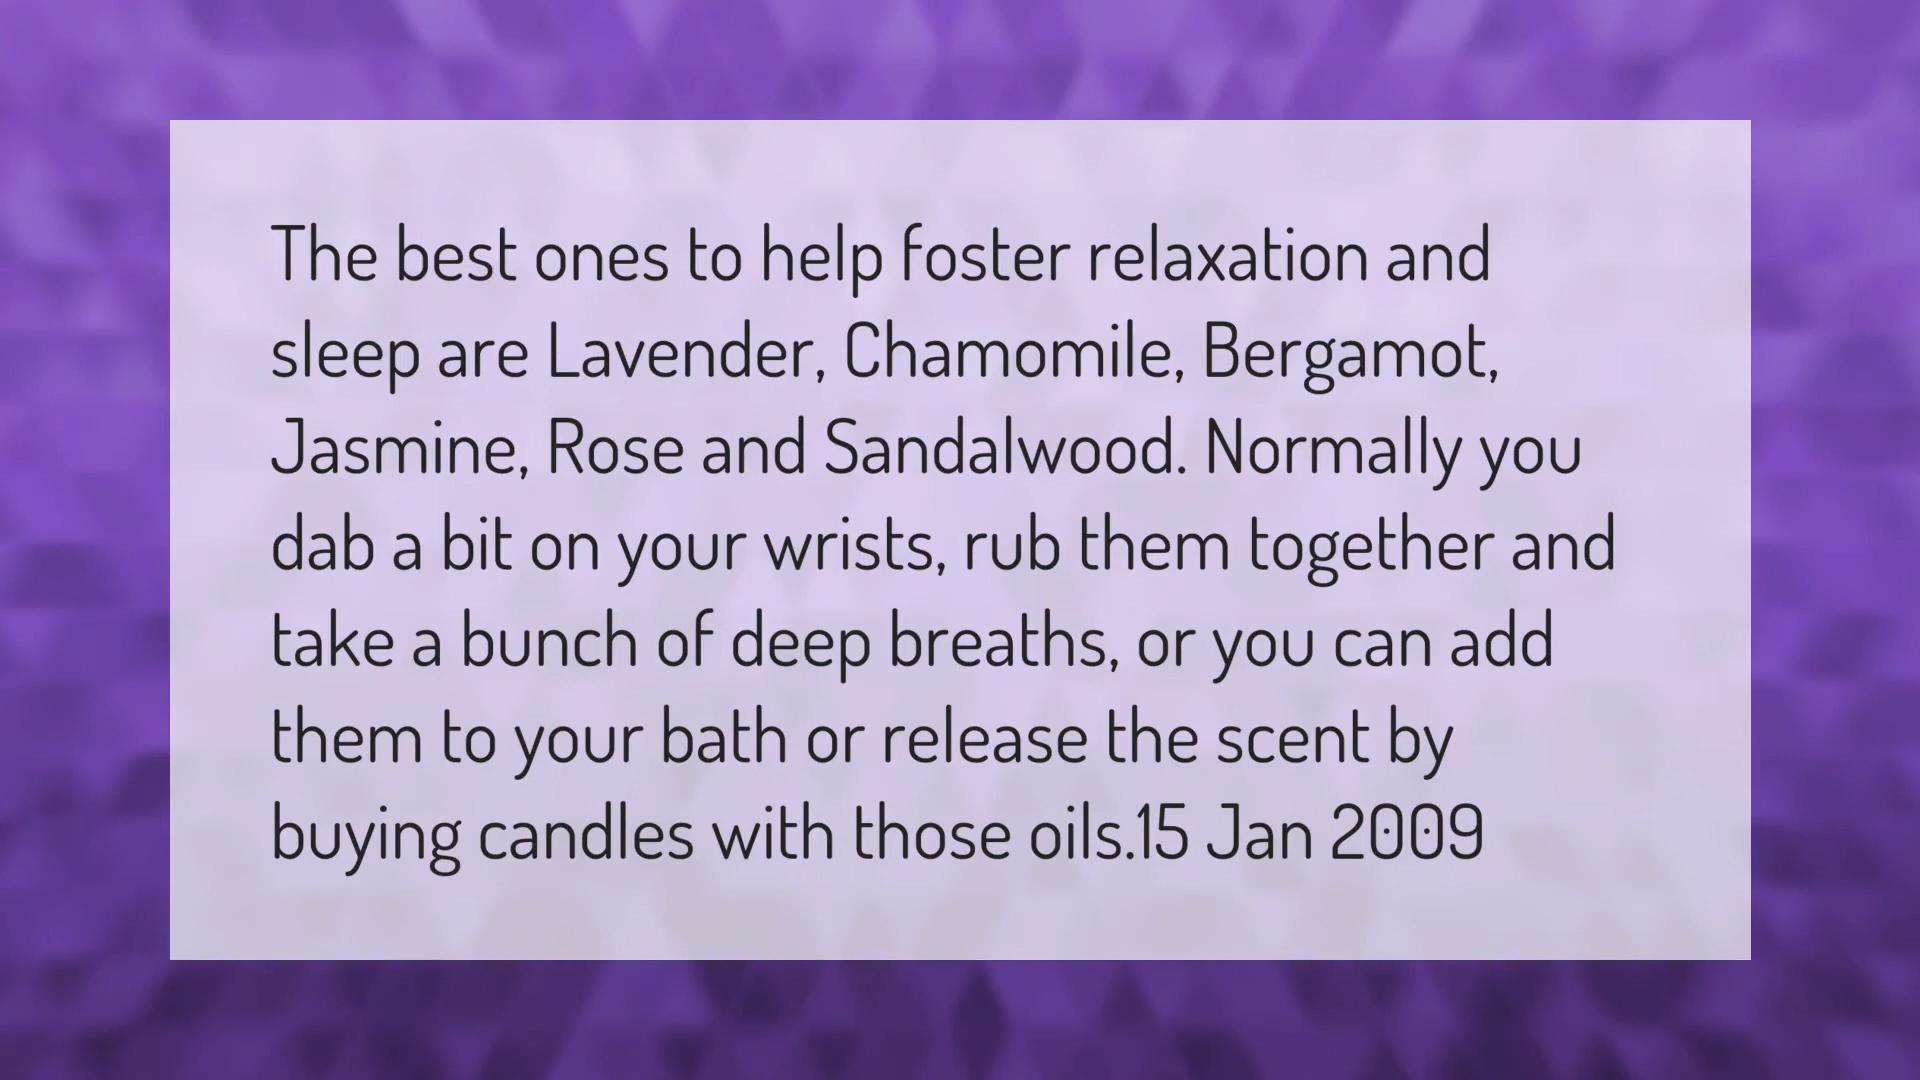 The best ones to help foster relaxation and
sleep are Lavender, Chamomile, Bergamot,
Jasmine, Rose and Sandalwood. Normally you
dab a bit on your wrists, rub them together and
take a bunch of deep breaths, or you can add
them to your bath or release the scent by
buying candles with those oils.15 Jan 2009